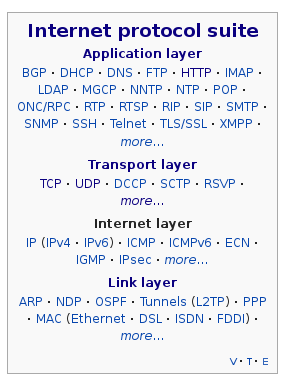 Internet protocol suite
Application layer
BGP · DHCP · DNS · FTP · HTTP · IMAP ·
LDAP · MGCP · NNTP · NTP · POP ·
ONC/RPC · RTP · RTSP · RIP · SIP · SMTP ·
SNMP · SSH · Telnet · TLS/SSL · XMPP ·
more...
Transport layer
TCP · UDP · DCCP · SCTP · RSVP ·
more...
Internet layer
IP (IPv4 · IPv6) · ICMP · ICMPv6 · ECN ·
IGMP · IPsec · more...
Link layer
ARP · NDP · OSPF · Tunnels (L2TP) · PPP
· MAC (Ethernet · DSL · ISDN · FDDI) ·
more...
V · T · E